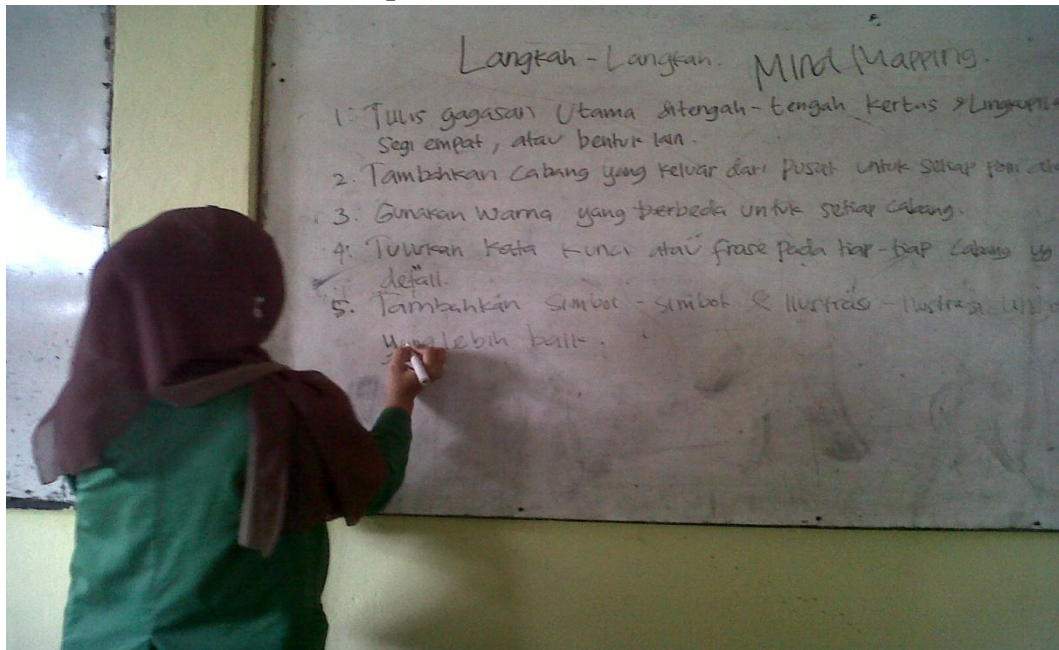 Langkah-Langkah. Mind Mapping.
1. Tulis gagasan Utama ditengah-tengah kertas &
Segi empat, atau bentuk lain.
2. Tambahkan Cabang yang keluar dari Pusat untuk setiap
3. Gunakan Warna yang berbeda untuk setiap Cabang.
4. Tuliskan Kata Kunci atau frase pada tiap-tiap Cabang yg
detail.
5. Tambahkan Simbol-simbol & Ilustrasi-Ilustrasi
lebih baik.